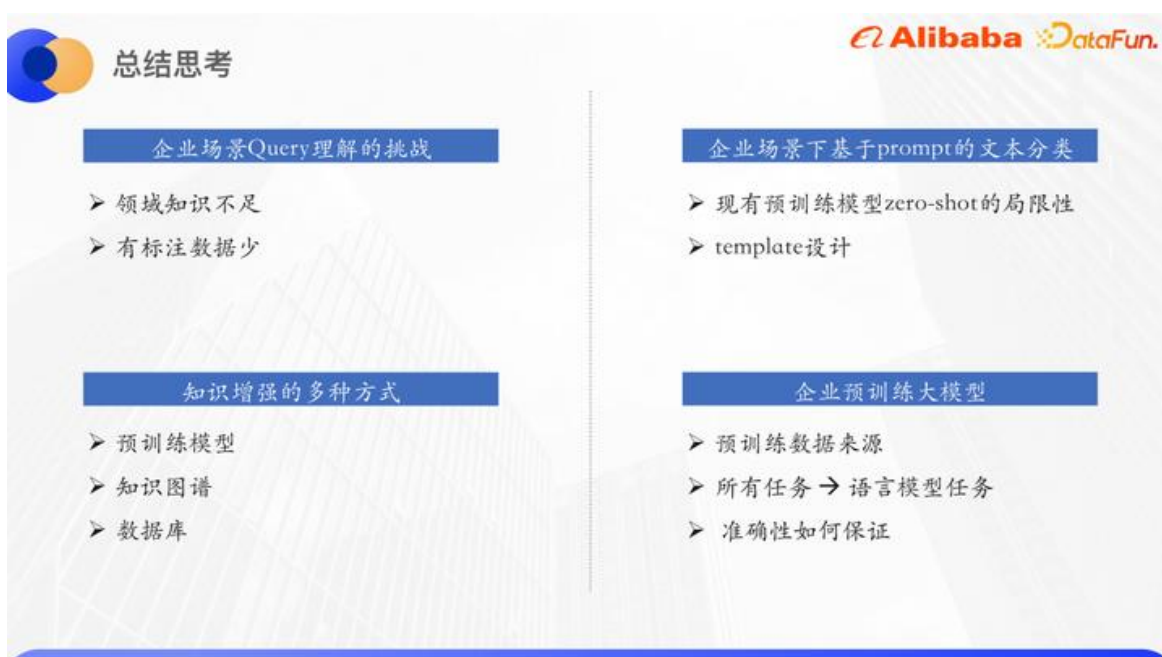 总结思考
Alibaba DataFun.
企业场景Query理解的挑战
➢ 领域知识不足
➢ 有标注数据少
知识增强的多种方式
➢ 预训练模型
➢ 知识图谱
➢ 数据库
企业场景下基于prompt的文本分类
➢ 现有预训练模型zero-shot的局限性
➢ template设计
企业预训练大模型
➢ 预训练数据来源
➢ 所有任务→语言模型任务
➢ 准确性如何保证